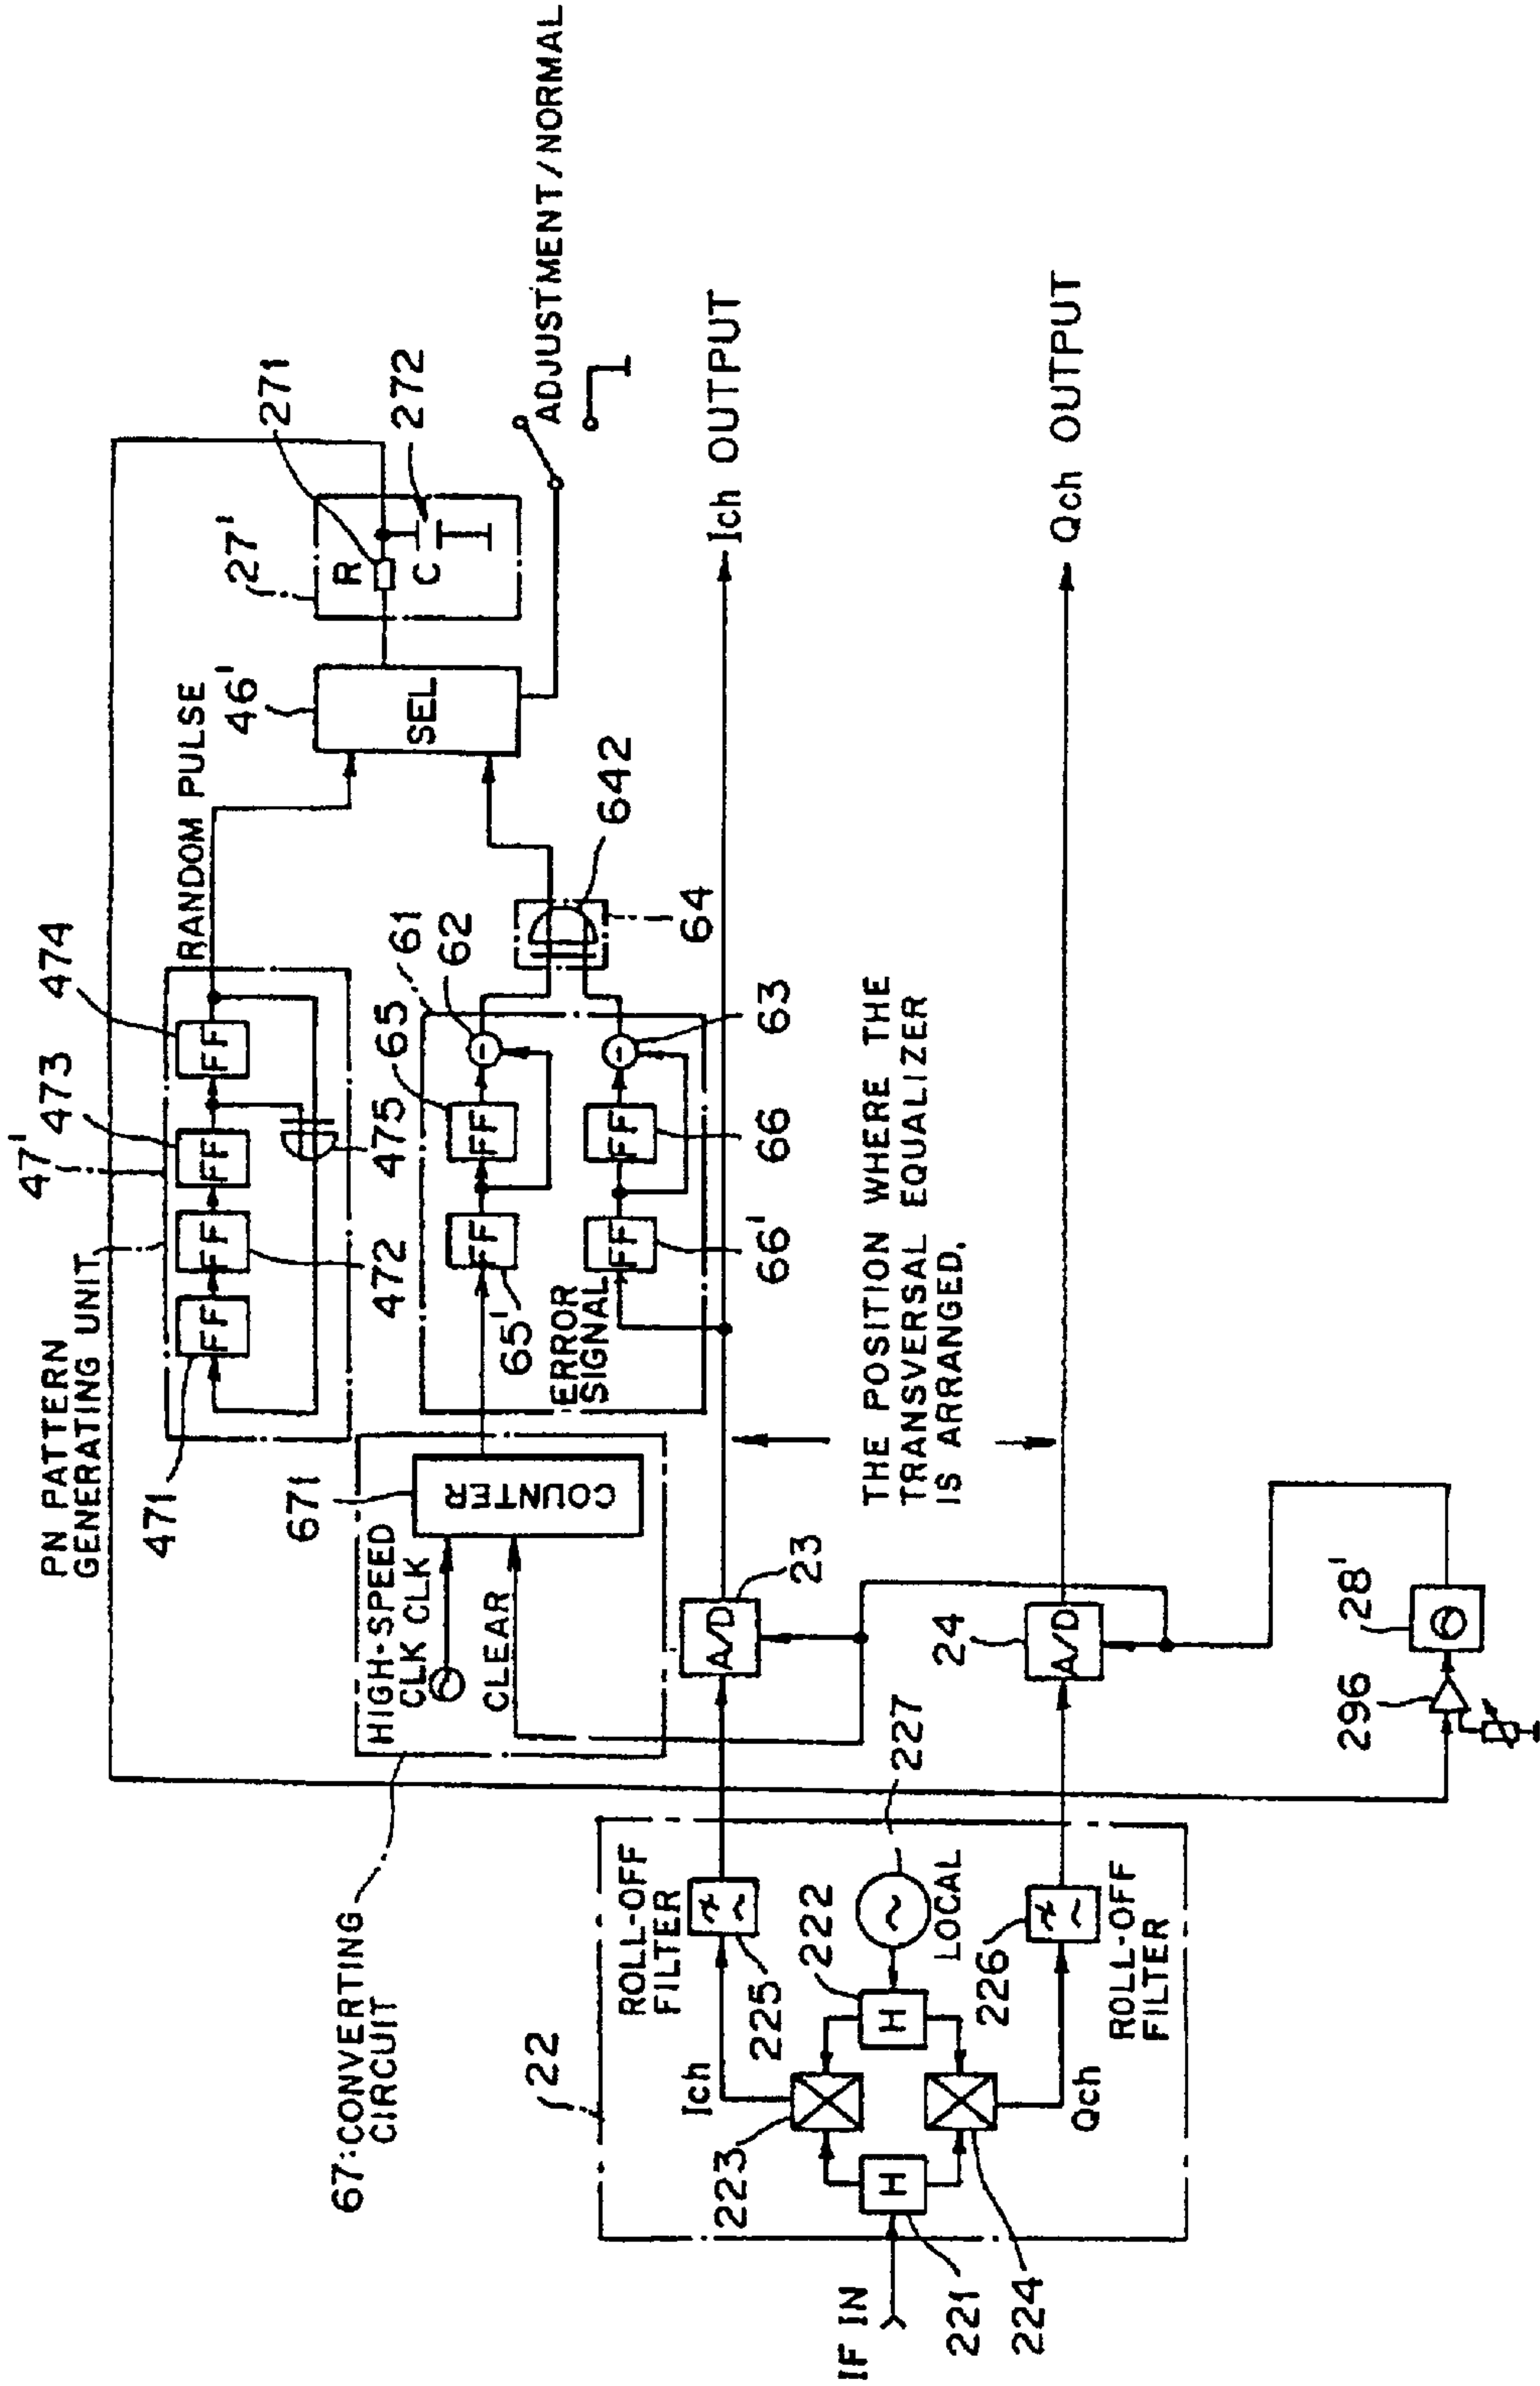 PN PATTERN
GENERATING UNIT
47'
473
474
RANDOM PULSE
FF
FF
FF
FF
471
472
475
46'
SEL
27'
R
C
271
272
ADJUSTMENT/NORMAL
67:CONVERTING
CIRCUIT
HIGH-SPEED
CLK CLK
CLEAR
671
COUNTER
61
65
62
FF
FF
65'
ERROR
SIGNAL
FF
FF
66'
66
63
64
642
22
ROLL-OFF
FILTER
Ich
225
A/D
23
Ich OUTPUT
223
IF IN
H
221
H
222
227
LOCAL
THE POSITION WHERE THE
TRANSVERSAL EQUALIZER
IS ARRANGED.
224
Qch
226
ROLL-OFF
FILTER
24
A/D
Qch OUTPUT
296
28'